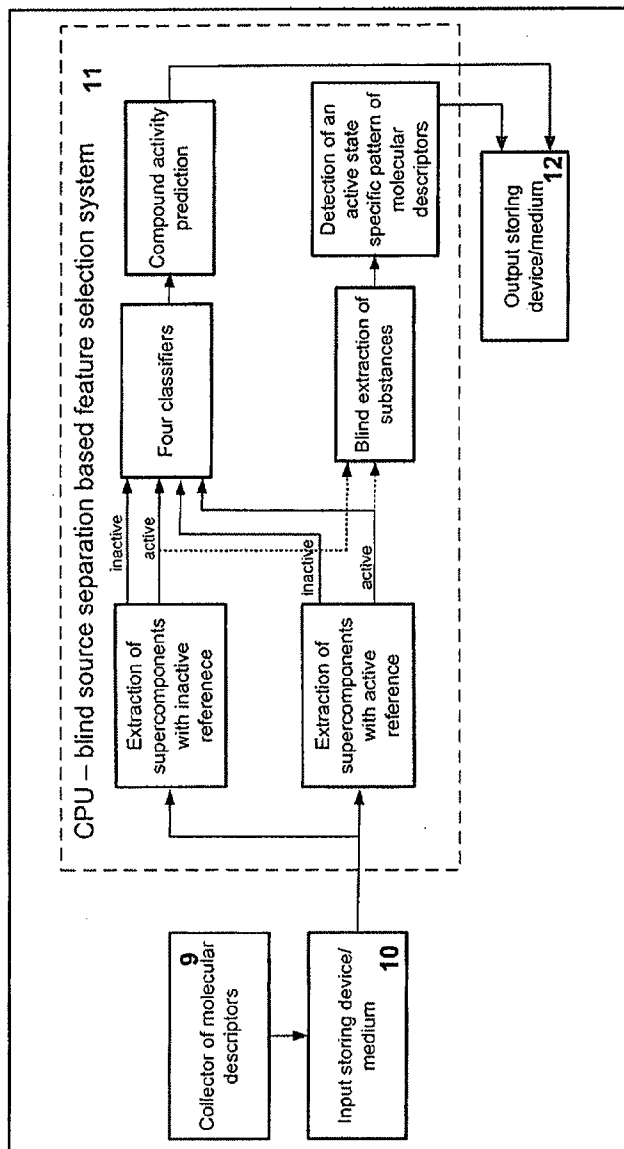 CPU – blind source separation based feature selection system
11
9
Collector of molecular
descriptors
Input storing device/
medium
10
Extraction of
supercomponents
with inactive
referenece
Extraction of
supercomponents
with active
reference
inactive
active
inactive
active
Four classifiers
Compound activity
prediction
Blind extraction of
substances
Detection of an
active state
specific pattern of
molecular
descriptors
Output storing
device/medium
12